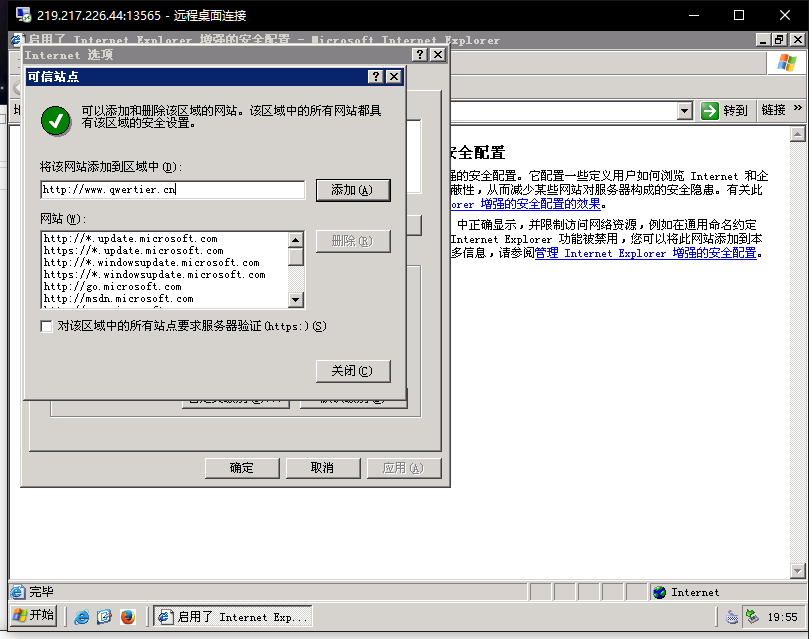 219.217.226.44:13565 - 远程桌面连接
启用了 Internet Explorer 增强的安全配置 - Microsoft Internet Explorer
Internet 选项
可信站点
可以添加和删除该区域的网站。该区域中的所有网站都具
有该区域的安全设置。
将该网站添加到区域中(D):
http://www.qwertier.cn
添加(A)
网站(W):
http://*.update.microsoft.com
https://*.update.microsoft.com
http://*.windowsupdate.microsoft.com
https://*.windowsupdate.microsoft.com
http://go.microsoft.com
http://msdn.microsoft.com
删除(R)
对该区域中的所有站点要求服务器验证(https:)(S)
关闭(C)
确定
取消
应用(A)
转到
链接 »
安全配置
强的安全配置。它配置一些定义用户如何浏览 Internet 和企
蔽性，从而减少某些网站对服务器构成的安全隐患。有关此
orer 增强的安全配置的效果。
中正确显示，并限制访问网络资源，例如在通用命名约定
Internet Explorer 功能被禁用，您可以将此网站添加到本
多信息，请参阅管理 Internet Explorer 增强的安全配置。
完毕
Internet
开始
启用了 Internet Exp...
19:55